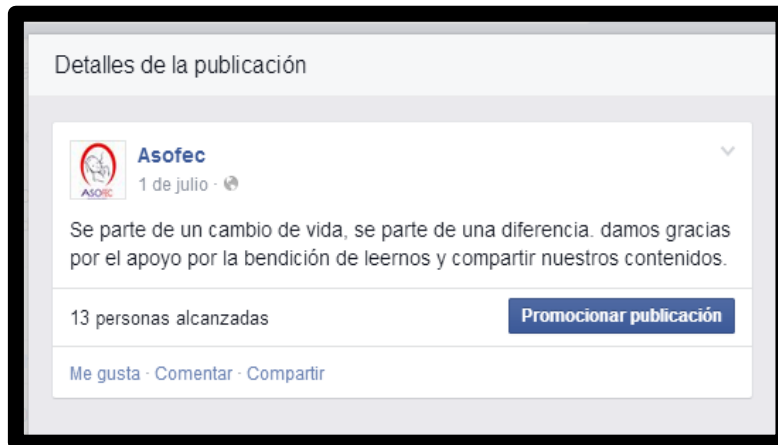 Detalles de la publicación
Asofec
1 de julio ·
ASOFEC
Se parte de un cambio de vida, se parte de una diferencia. damos gracias
por el apoyo por la bendición de leernos y compartir nuestros contenidos.
13 personas alcanzadas
Promocionar publicación
Me gusta · Comentar · Compartir